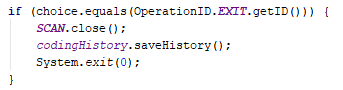 if (choice.equals(OperationID.EXIT.getID())) {
    SCAN.close();
    codingHistory.saveHistory();
    System.exit(0);
}